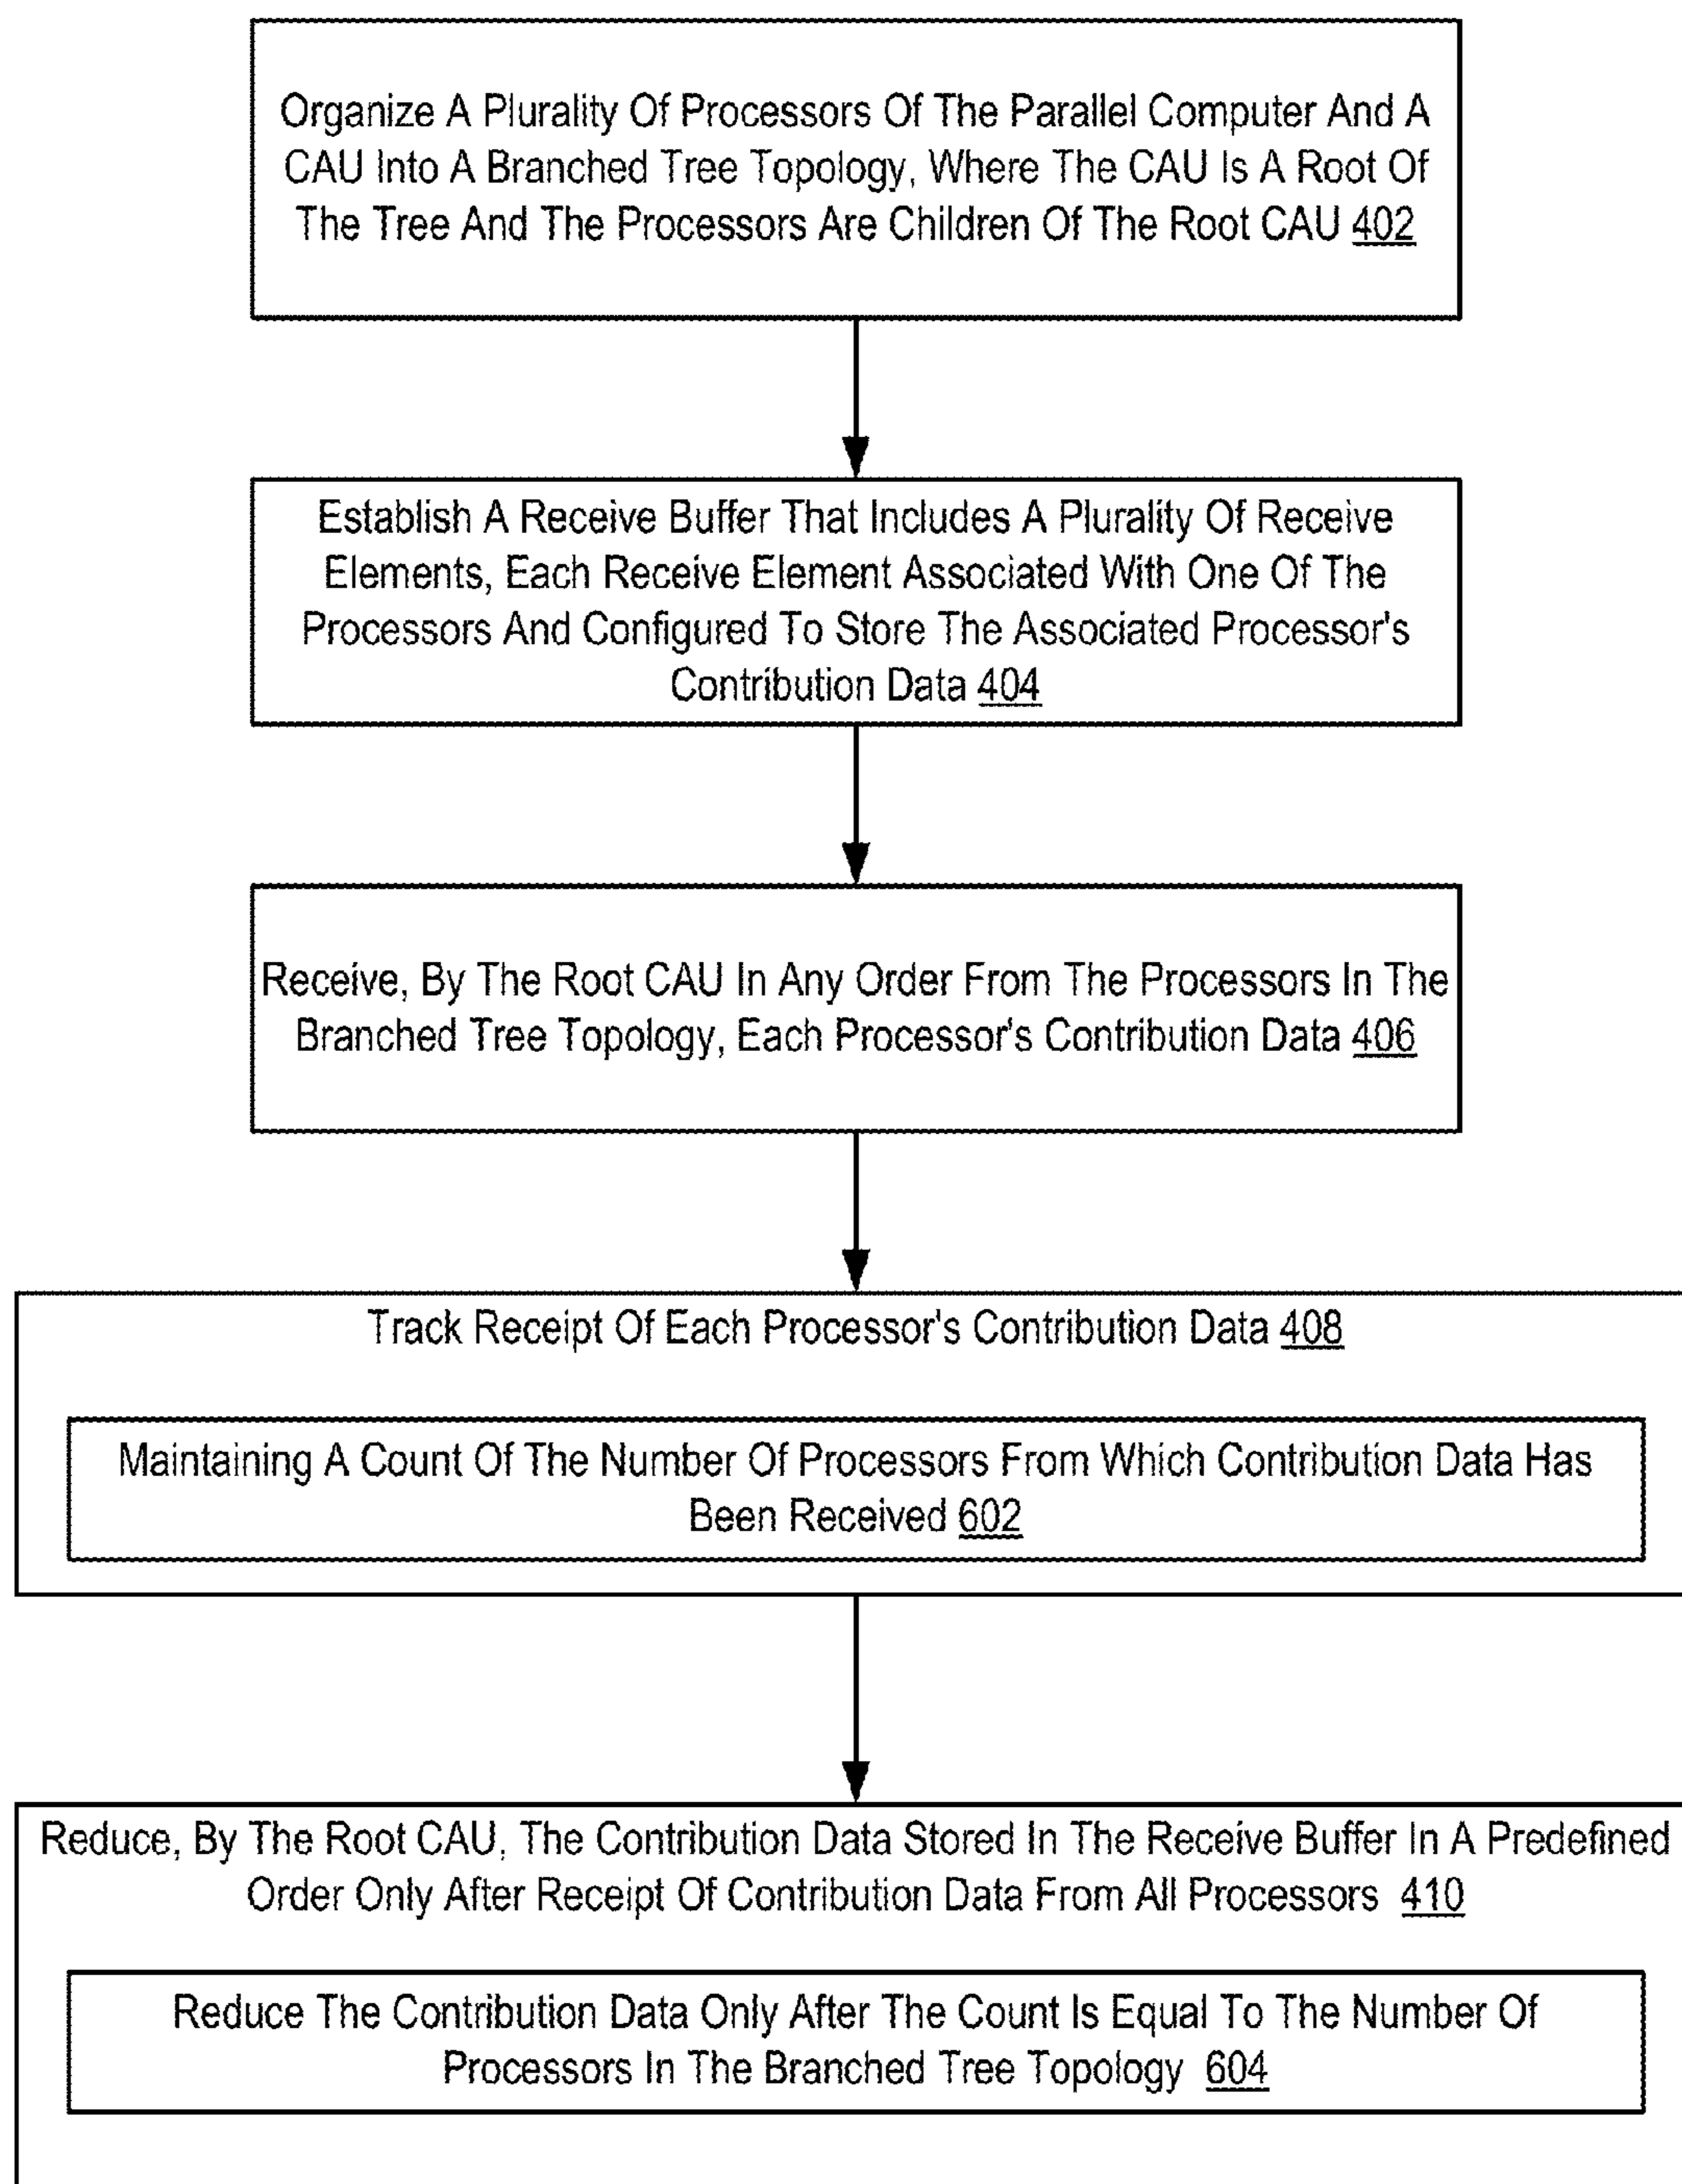 Organize A Plurality Of Processors Of The Parallel Computer And A
CAU Into A Branched Tree Topology, Where The CAU Is A Root Of
The Tree And The Processors Are Children Of The Root CAU 402
Establish A Receive Buffer That Includes A Plurality Of Receive
Elements, Each Receive Element Associated With One Of The
Processors And Configured To Store The Associated Processor's
Contribution Data 404
Receive, By The Root CAU In Any Order From The Processors In The
Branched Tree Topology, Each Processor's Contribution Data 406
Track Receipt Of Each Processor's Contribution Data 408
Maintaining A Count Of The Number Of Processors From Which Contribution Data Has
Been Received 602
Reduce, By The Root CAU, The Contribution Data Stored In The Receive Buffer In A Predefined
Order Only After Receipt Of Contribution Data From All Processors 410
Reduce The Contribution Data Only After The Count Is Equal To The Number Of
Processors In The Branched Tree Topology 604